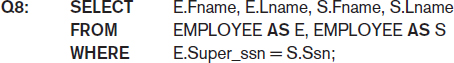 Q8: SELECT E.Fname, E.Lname, S.Fname, S.Lname
FROM EMPLOYEE AS E, EMPLOYEE AS S
WHERE E.Super_ssn = S.Ssn;